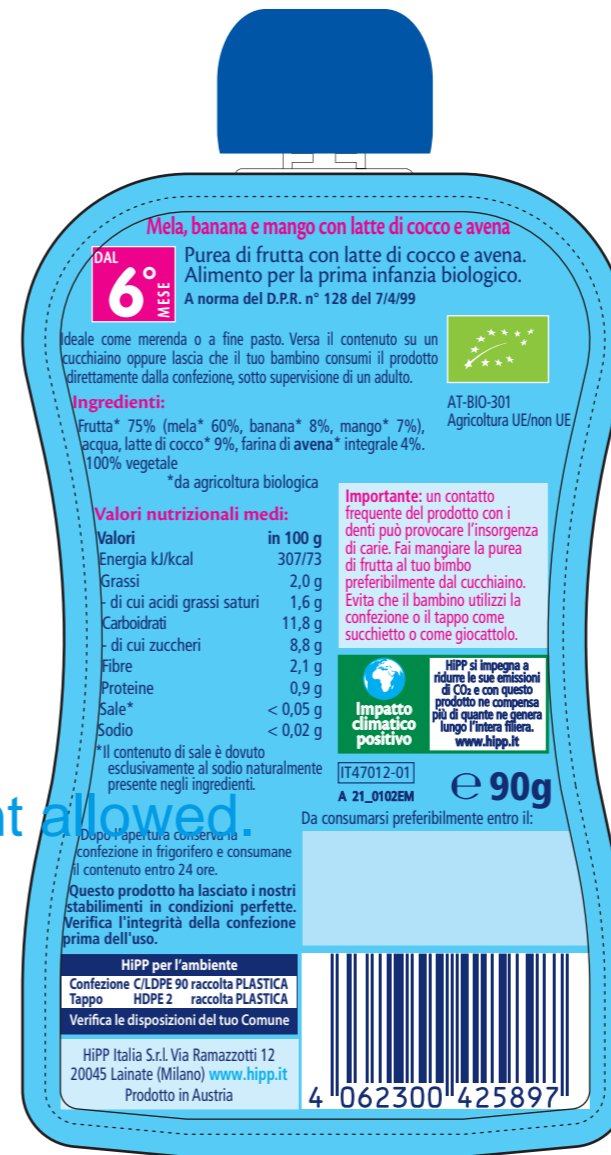 Mela, banana e mango con latte di cocco e avena
DAL
6°
MESE
Purea di frutta con latte di cocco e avena.
Alimento per la prima infanzia biologico.
A norma del D.P.R. n° 128 del 7/4/99
Ideale come merenda o a fine pasto. Versa il contenuto su un
cucchiaino oppure lascia che il tuo bambino consumi il prodotto
direttamente dalla confezione, sotto supervisione di un adulto.
AT-BIO-301
Agricoltura UE/non UE
Ingredienti:
Frutta* 75% (mela* 60%, banana* 8%, mango* 7%),
acqua, latte di cocco* 9%, farina di avena* integrale 4%.
100% vegetale
*da agricoltura biologica
Valori nutrizionali medi:
Valori in 100 g
Energia kJ/kcal 307/73
Grassi 2,0 g
- di cui acidi grassi saturi 1,6 g
Carboidrati 11,8 g
- di cui zuccheri 8,8 g
Fibre 2,1 g
Proteine 0,9 g
Sale* < 0,05 g
Sodio < 0,02 g
*Il contenuto di sale è dovuto
esclusivamente al sodio naturalmente
presente negli ingredienti.
Importante: un contatto
frequente del prodotto con i
denti può provocare l'insorgenza
di carie. Fai mangiare la purea
di frutta al tuo bimbo
preferibilmente dal cucchiaino.
Evita che il bambino utilizzi la
confezione o il tappo come
succhietto o come giocattolo.
Impatto
climatico
positivo
HiPP si impegna a
ridurre le sue emissioni
di CO₂ e con questo
prodotto ne compensa
più di quante ne genera
lungo l'intera filiera.
www.hipp.it
IT47012-01
A 21_0102EM
℮ 90g
Da consumarsi preferibilmente entro il:
allowed.
Dopo l'apertura conserva la
confezione in frigorifero e consumane
il contenuto entro 24 ore.
Questo prodotto ha lasciato i nostri
stabilimenti in condizioni perfette.
Verifica l'integrità della confezione
prima dell'uso.
HiPP per l'ambiente
Confezione C/LDPE 90 raccolta PLASTICA
Tappo HDPE 2 raccolta PLASTICA
Verifica le disposizioni del tuo Comune
HiPP Italia S.r.l. Via Ramazzotti 12
20045 Lainate (Milano) www.hipp.it
Prodotto in Austria
4 062300 425897